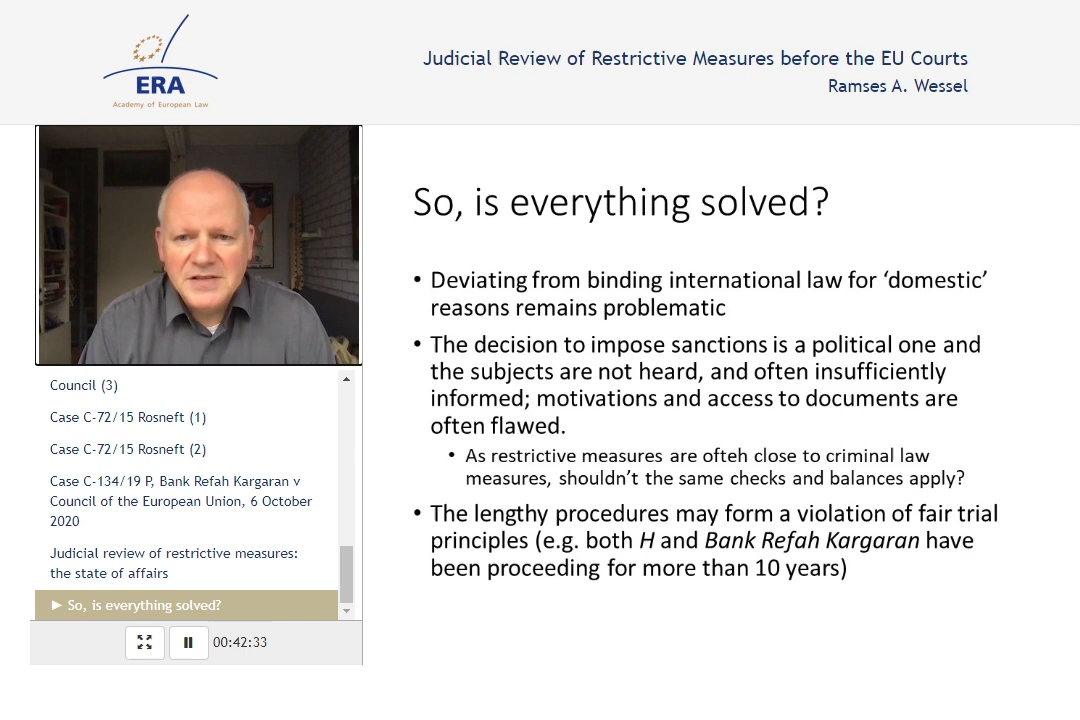 ERA
Academy of European Law
Judicial Review of Restrictive Measures before the EU Courts
Ramses A. Wessel
Council (3)
Case C-72/15 Rosneft (1)
Case C-72/15 Rosneft (2)
Case C-134/19 P, Bank Refah Kargaran v
Council of the European Union, 6 October
2020
Judicial review of restrictive measures:
the state of affairs
► So, is everything solved?
00:42:33
So, is everything solved?
• Deviating from binding international law for ‘domestic’
reasons remains problematic
• The decision to impose sanctions is a political one and
the subjects are not heard, and often insufficiently
informed; motivations and access to documents are
often flawed.
• As restrictive measures are ofteh close to criminal law
measures, shouldn’t the same checks and balances apply?
• The lengthy procedures may form a violation of fair trial
principles (e.g. both H and Bank Refah Kargaran have
been proceeding for more than 10 years)